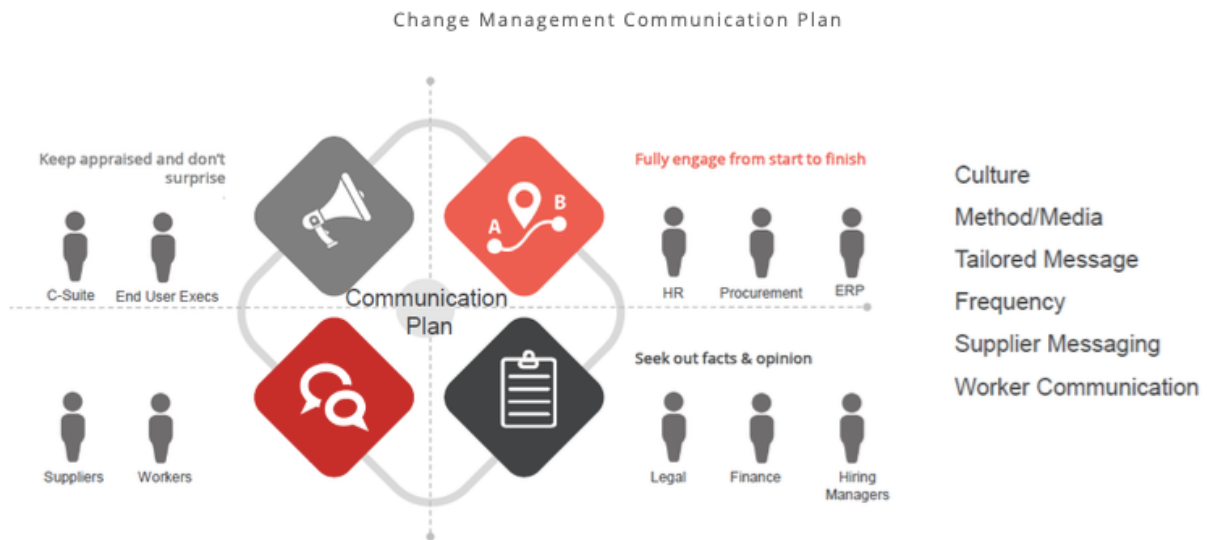 Change Management Communication Plan
Keep appraised and don't
surprise
C-Suite
End User Execs
A
B
Fully engage from start to finish
HR
Procurement
ERP
Communication
Plan
Suppliers
Workers
Seek out facts & opinion
Legal
Finance
Hiring
Managers
Culture
Method/Media
Tailored Message
Frequency
Supplier Messaging
Worker Communication